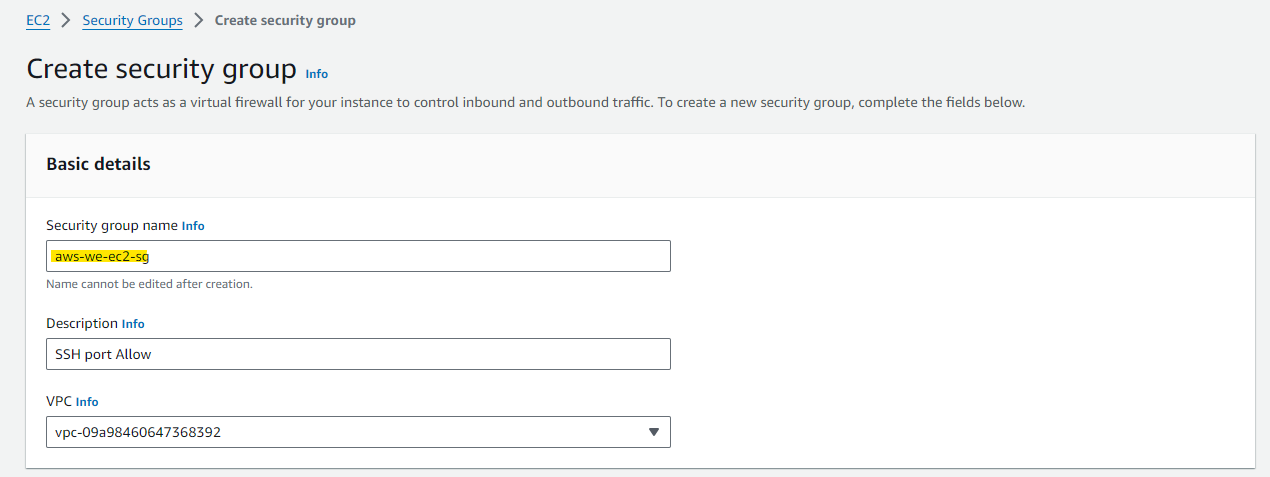 EC2 > Security Groups > Create security group
Create security group Info
A security group acts as a virtual firewall for your instance to control inbound and outbound traffic. To create a new security group, complete the fields below.
Basic details
Security group name Info
aws-we-ec2-sg
Name cannot be edited after creation.
Description Info
SSH port Allow
VPC Info
vpc-09a98460647368392